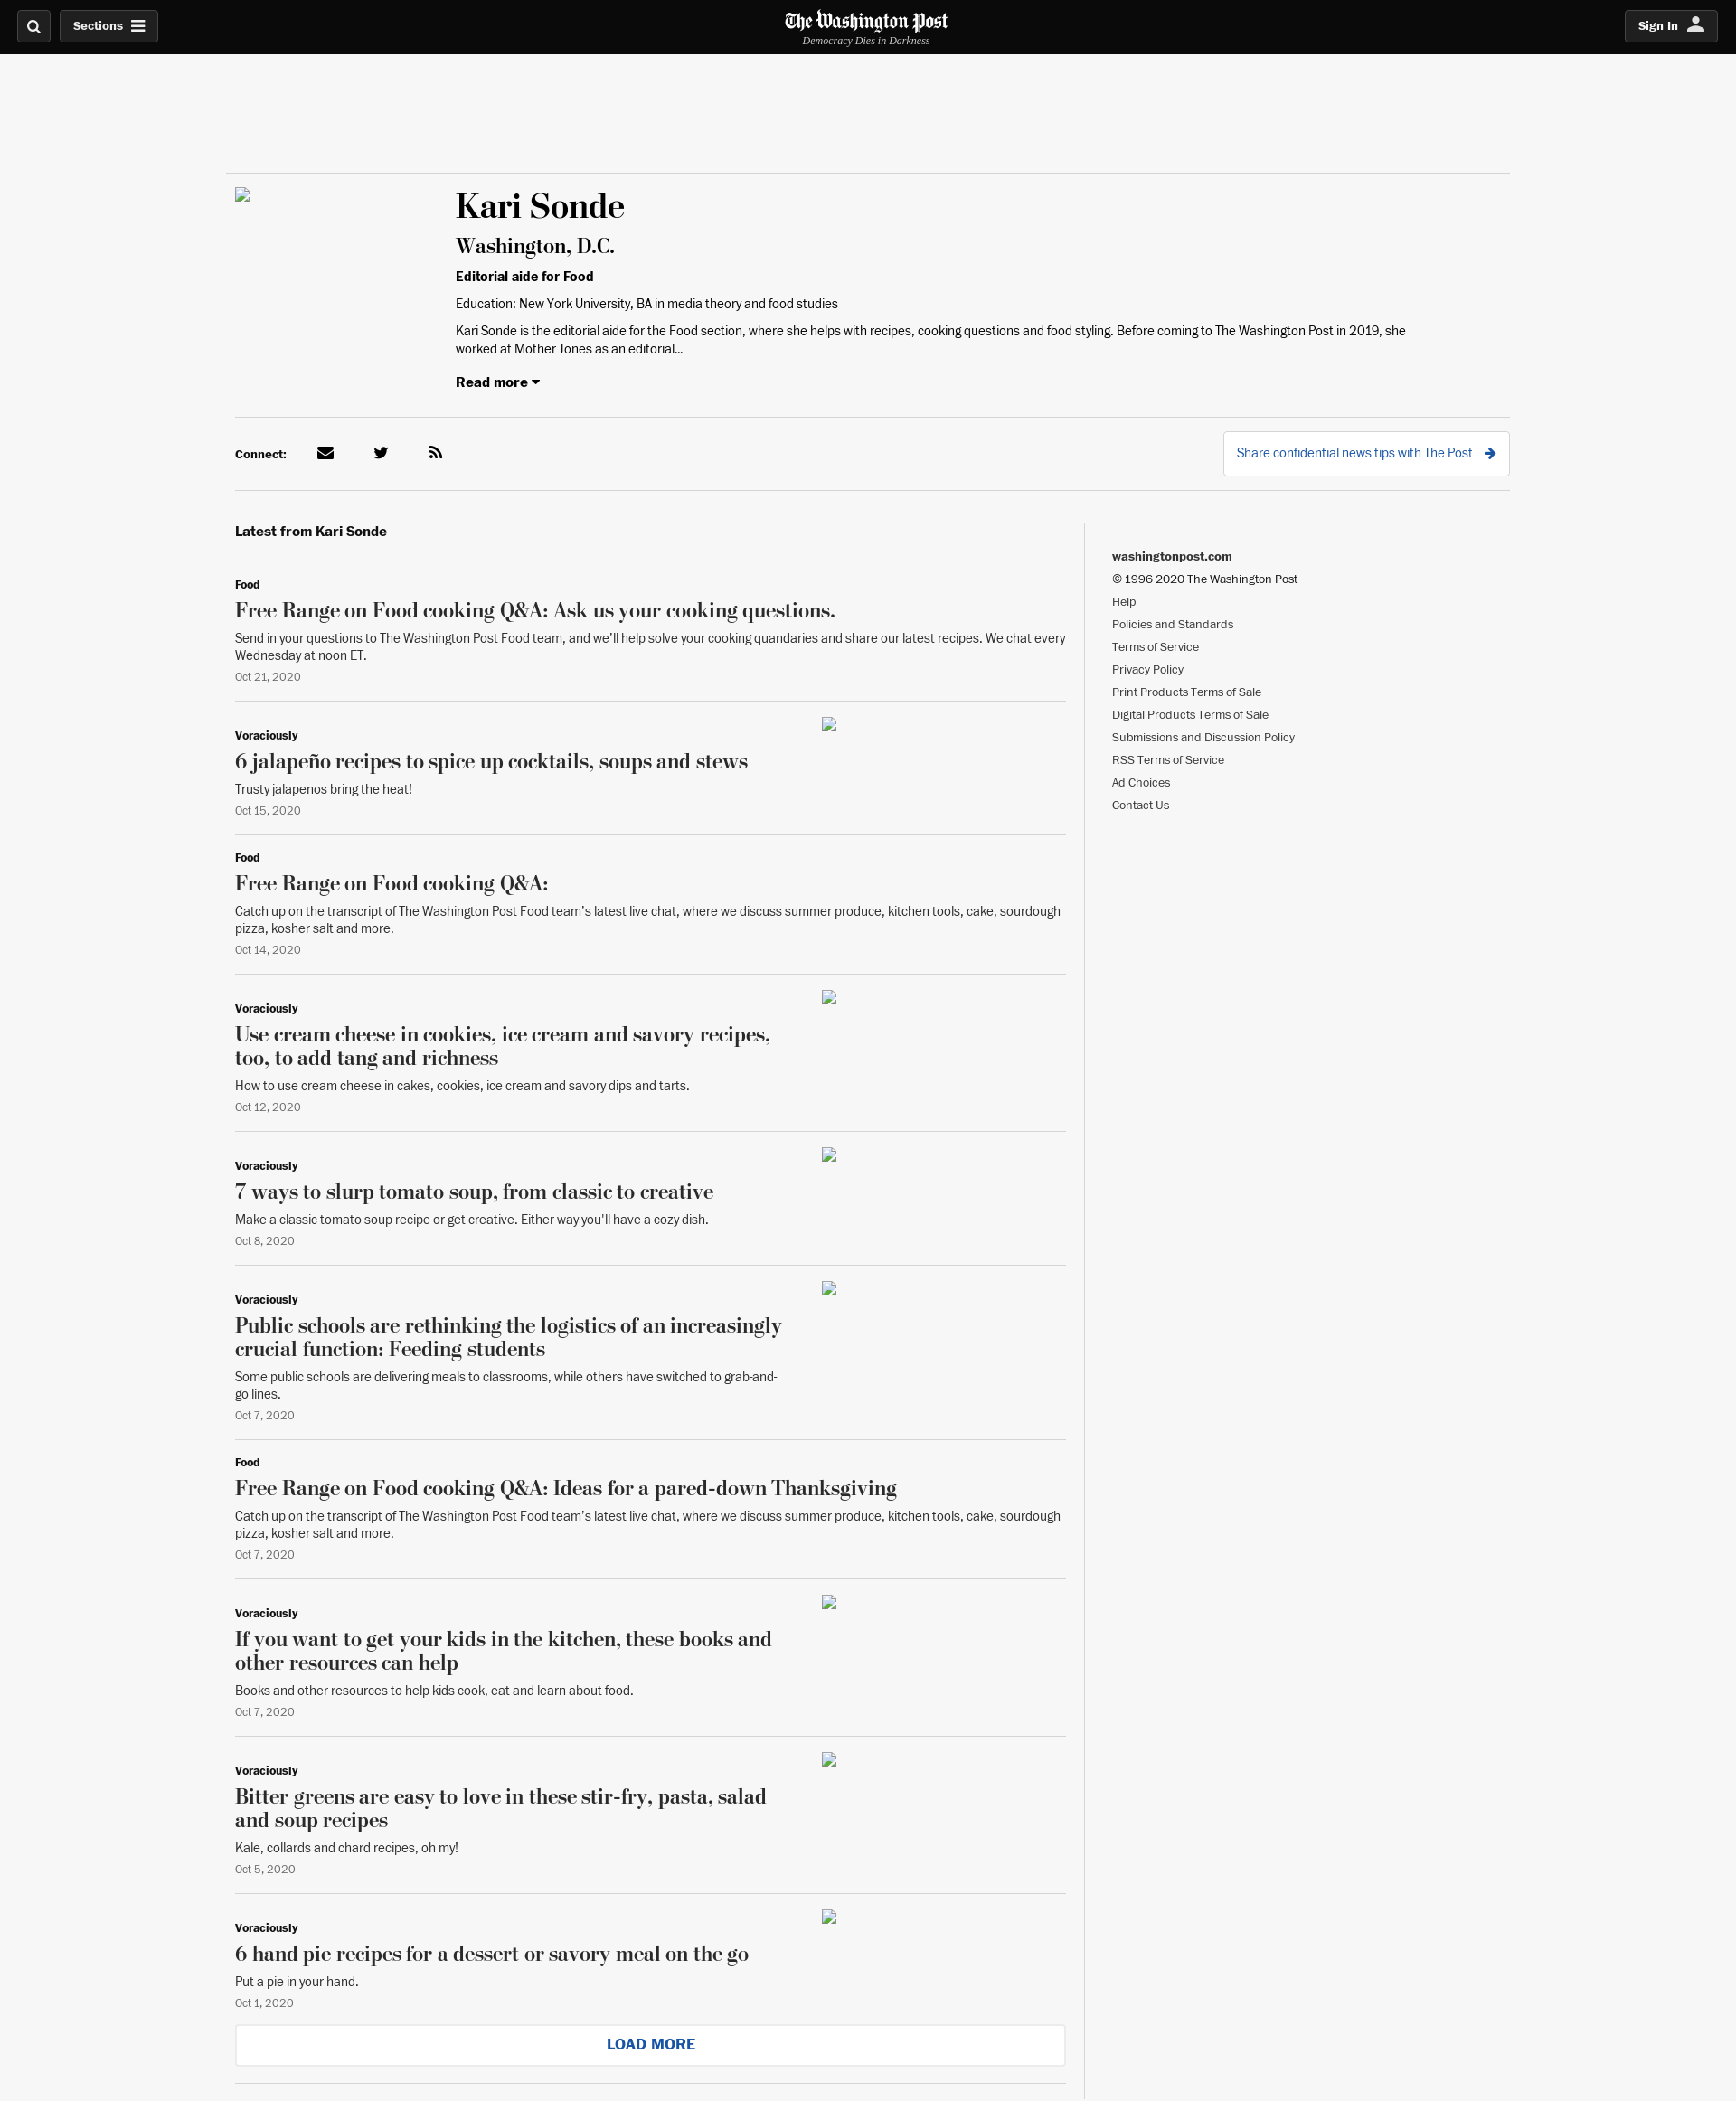 Sections
The Washington Post
Democracy Dies in Darkness
Sign In
Kari Sonde
Washington, D.C.
Editorial aide for Food
Education: New York University, BA in media theory and food studies
Kari Sonde is the editorial aide for the Food section, where she helps with recipes, cooking questions and food styling. Before coming to The Washington Post in 2019, she
worked at Mother Jones as an editorial...
Read more
Connect:
Share confidential news tips with The Post
Latest from Kari Sonde
Food
Free Range on Food cooking Q&A: Ask us your cooking questions.
Send in your questions to The Washington Post Food team, and we’ll help solve your cooking quandaries and share our latest recipes. We chat every
Wednesday at noon ET.
Oct 21, 2020
Voraciously
6 jalapeño recipes to spice up cocktails, soups and stews
Trusty jalapenos bring the heat!
Oct 15, 2020
Food
Free Range on Food cooking Q&A:
Catch up on the transcript of The Washington Post Food team’s latest live chat, where we discuss summer produce, kitchen tools, cake, sourdough
pizza, kosher salt and more.
Oct 14, 2020
Voraciously
Use cream cheese in cookies, ice cream and savory recipes,
too, to add tang and richness
How to use cream cheese in cakes, cookies, ice cream and savory dips and tarts.
Oct 12, 2020
Voraciously
7 ways to slurp tomato soup, from classic to creative
Make a classic tomato soup recipe or get creative. Either way you'll have a cozy dish.
Oct 8, 2020
Voraciously
Public schools are rethinking the logistics of an increasingly
crucial function: Feeding students
Some public schools are delivering meals to classrooms, while others have switched to grab-and-
go lines.
Oct 7, 2020
Food
Free Range on Food cooking Q&A: Ideas for a pared-down Thanksgiving
Catch up on the transcript of The Washington Post Food team’s latest live chat, where we discuss summer produce, kitchen tools, cake, sourdough
pizza, kosher salt and more.
Oct 7, 2020
Voraciously
If you want to get your kids in the kitchen, these books and
other resources can help
Books and other resources to help kids cook, eat and learn about food.
Oct 7, 2020
Voraciously
Bitter greens are easy to love in these stir-fry, pasta, salad
and soup recipes
Kale, collards and chard recipes, oh my!
Oct 5, 2020
Voraciously
6 hand pie recipes for a dessert or savory meal on the go
Put a pie in your hand.
Oct 1, 2020
LOAD MORE
washingtonpost.com
© 1996-2020 The Washington Post
Help
Policies and Standards
Terms of Service
Privacy Policy
Print Products Terms of Sale
Digital Products Terms of Sale
Submissions and Discussion Policy
RSS Terms of Service
Ad Choices
Contact Us